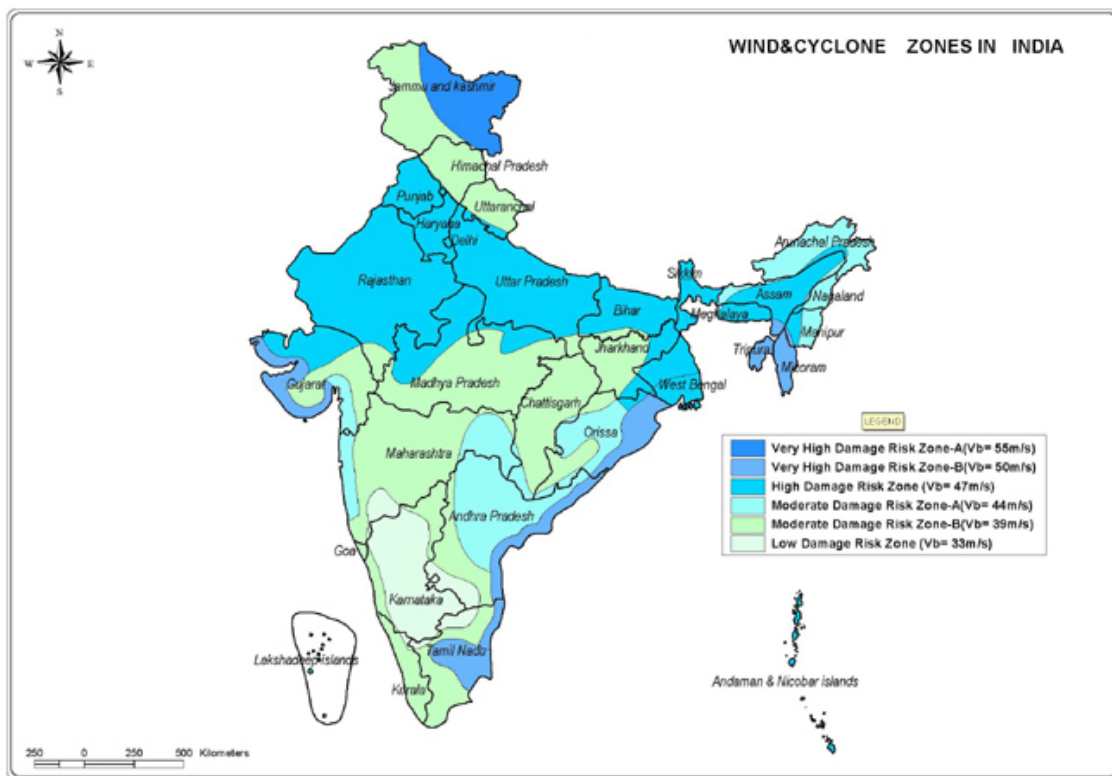 WIND&CYCLONE ZONES IN INDIA
N
W E
S
Jammu and kashmir
Himachal Pradesh
Punjab
Uttaranchal
Haryana
Delhi
Arunachal Pradesh
Rajasthan
Uttar Pradesh
Sikkim
Assam
Nagaland
Bihar
Meghalaya
Manipur
Jharkhand
Tripura
Mizoram
Gujarat
Madhya Pradesh
West Bengal
Chattisgarh
LEGEND
Orissa
Very High Damage Risk Zone-A(Vb= 55m/s)
Maharashtra
Very High Damage Risk Zone-B(Vb= 50m/s)
High Damage Risk Zone (Vb= 47m/s)
Moderate Damage Risk Zone-A(Vb= 44m/s)
Andhra Pradesh
Moderate Damage Risk Zone-B(Vb= 39m/s)
Low Damage Risk Zone (Vb= 33m/s)
Goa
Karnataka
Tamil Nadu
Lakshadeep islands
Andaman & Nicobar islands
Kerala
250 0 250 500 Kilometers